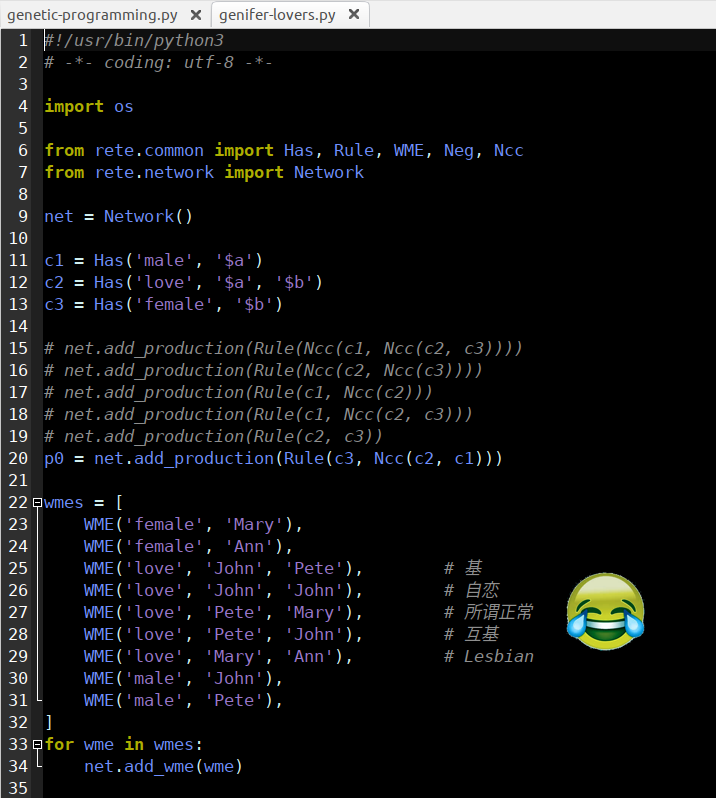 genetic-programming.py × genifer-lovers.py ×
1 #!/usr/bin/python3
2 # -*- coding: utf-8 -*-
3
4 import os
5
6 from rete.common import Has, Rule, WME, Neg, Ncc
7 from rete.network import Network
8
9 net = Network()
10
11 c1 = Has('male', '$a')
12 c2 = Has('love', '$a', '$b')
13 c3 = Has('female', '$b')
14
15 # net.add_production(Rule(Ncc(c1, Ncc(c2, c3))))
16 # net.add_production(Rule(Ncc(c2, Ncc(c3))))
17 # net.add_production(Rule(c1, Ncc(c2)))
18 # net.add_production(Rule(c1, Ncc(c2, c3)))
19 # net.add_production(Rule(c2, c3))
20 p0 = net.add_production(Rule(c3, Ncc(c2, c1)))
21
22 wmes = [
23     WME('female', 'Mary'),
24     WME('female', 'Ann'),
25     WME('love', 'John', 'Pete'),        # 基
26     WME('love', 'John', 'John'),        # 自恋
27     WME('love', 'Pete', 'Mary'),        # 所谓正常
28     WME('love', 'Pete', 'John'),        # 互基
29     WME('love', 'Mary', 'Ann'),         # Lesbian
30     WME('male', 'John'),
31     WME('male', 'Pete'),
32 ]
33 for wme in wmes:
34     net.add_wme(wme)
35